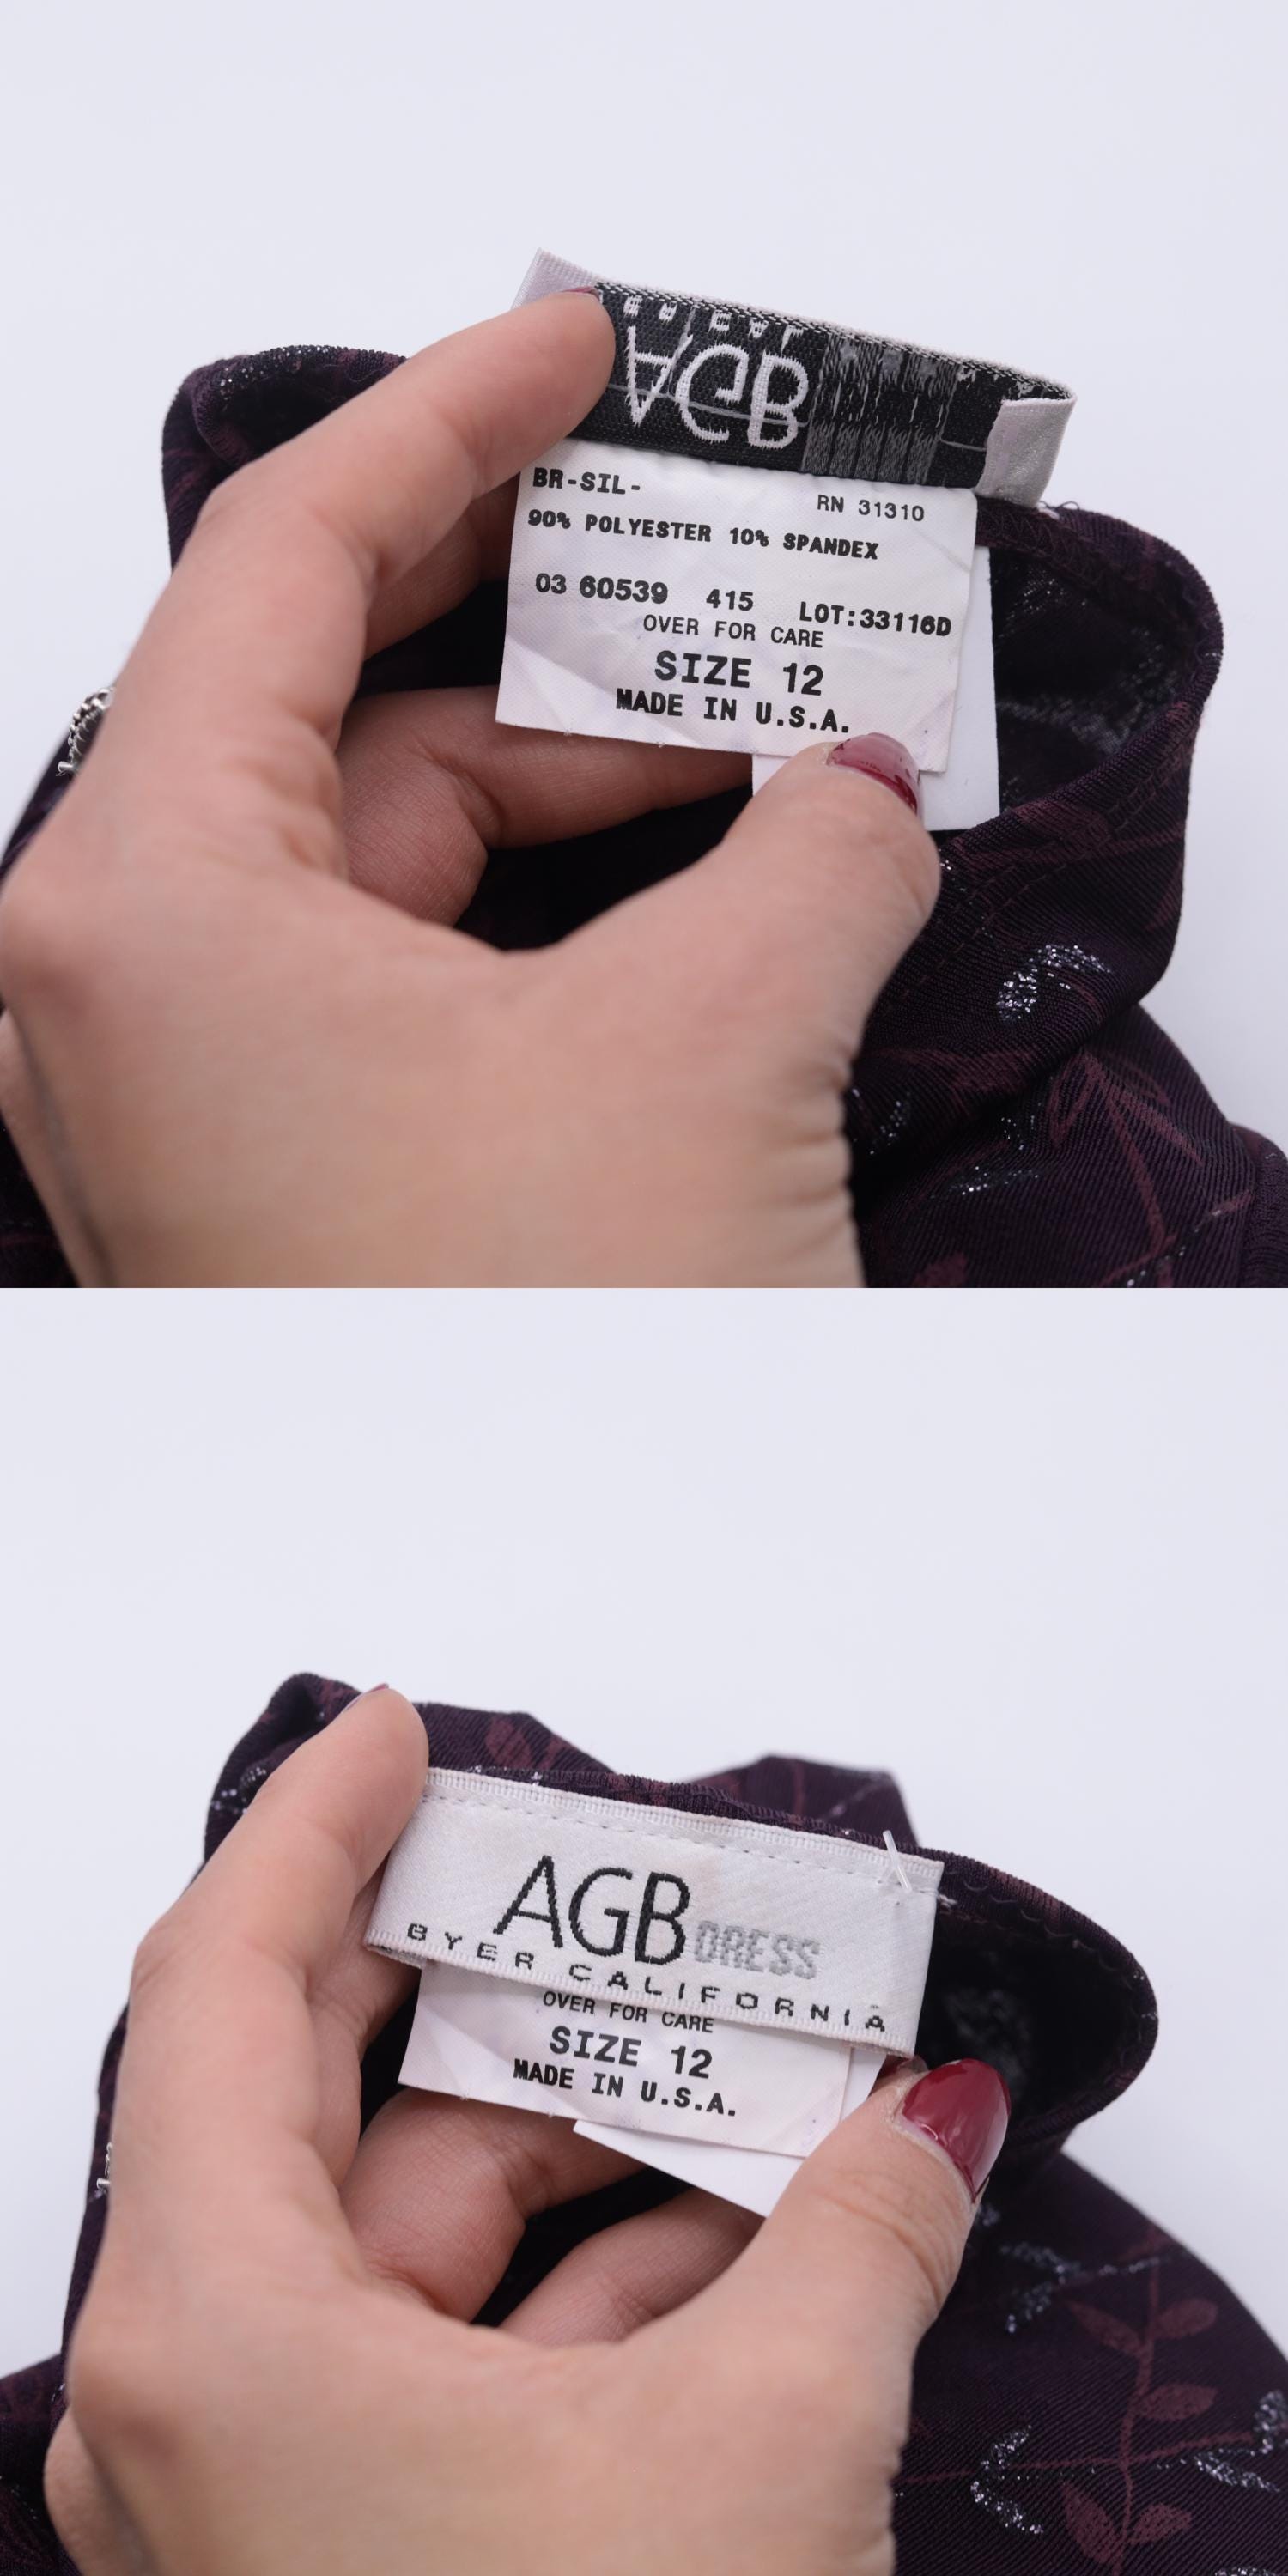 AGB
BR-SIL-
RN 31310
90% POLYESTER 10% SPANDEX
03 60539 415 LOT:33116D
OVER FOR CARE
SIZE 12
MADE IN U.S.A.
AGB DRESS
BYER CALIFORNIA
OVER FOR CARE
SIZE 12
MADE IN U.S.A.